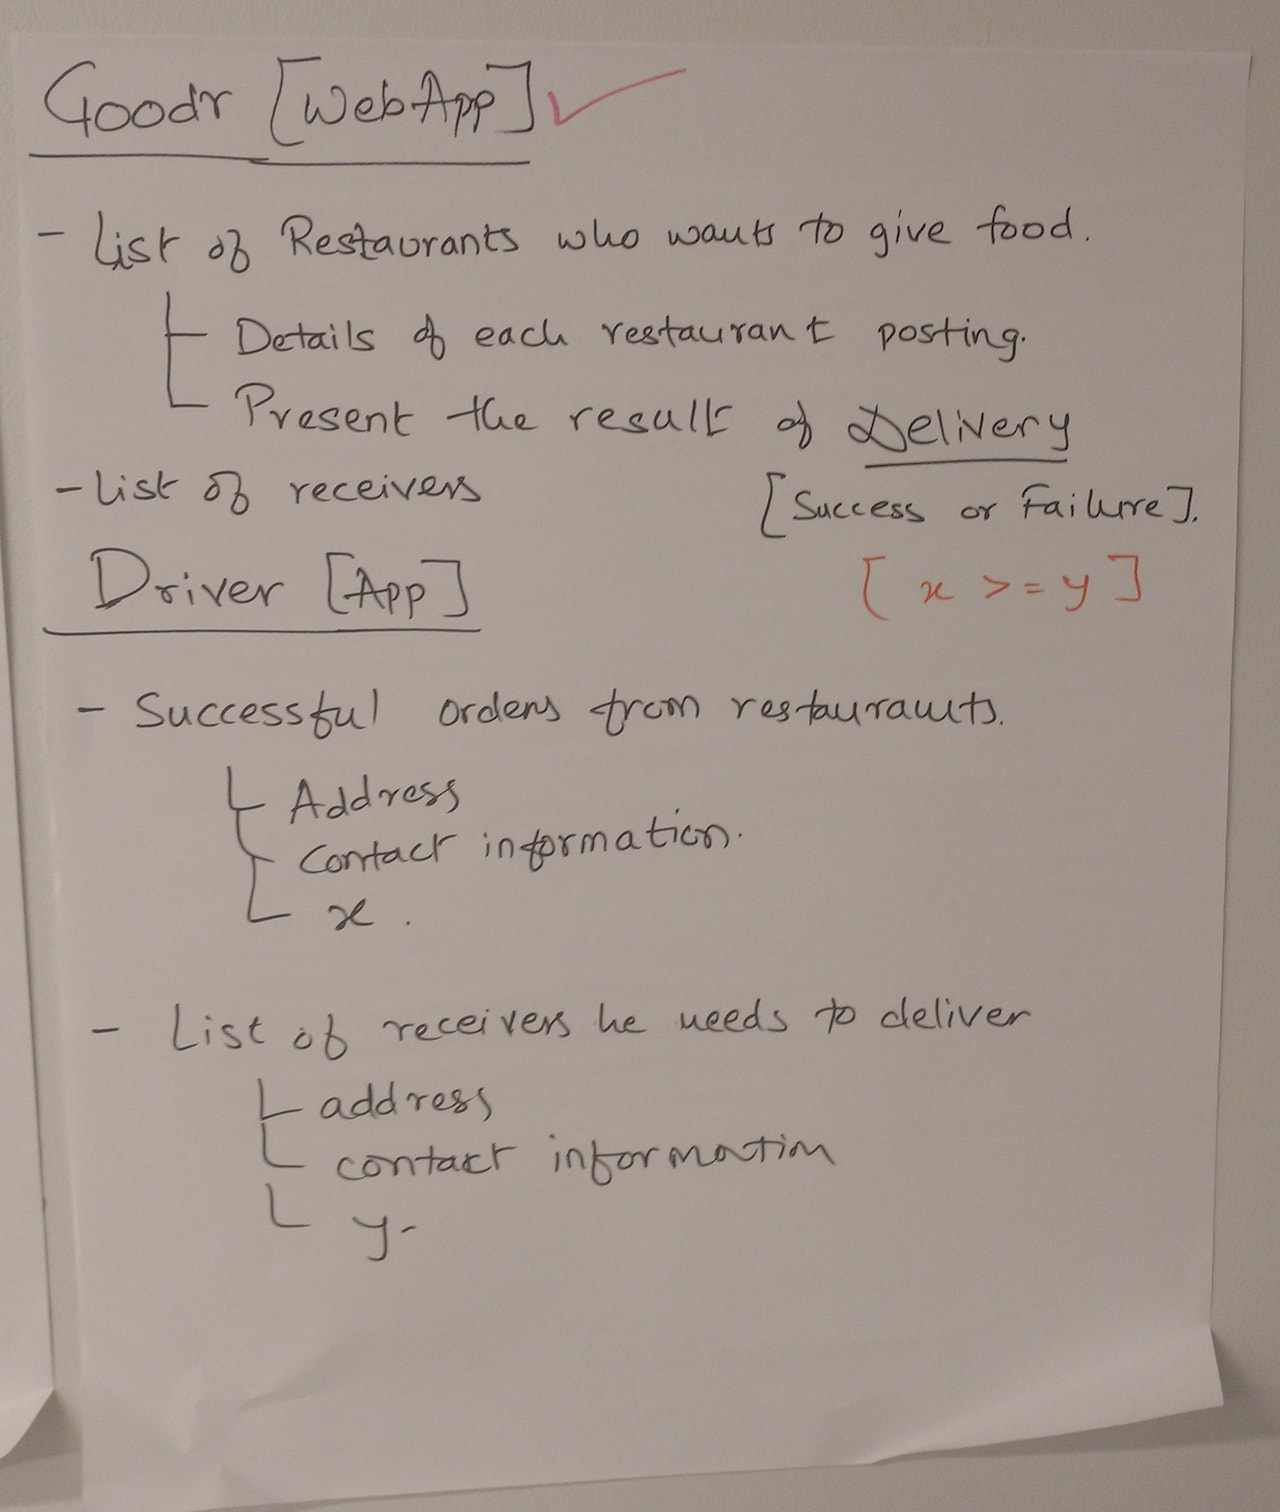 Goodr [WebApp] ✓
- List of Restaurants who wants to give food.
Details of each restaurant posting.
Present the result of Delivery
- List of receivers
[Success or Failure].
[x >= y]
Driver [App]
- Successful orders from restaurants.
Address
Contact information.
x.
- List of receivers he needs to deliver
address
contact information
y.